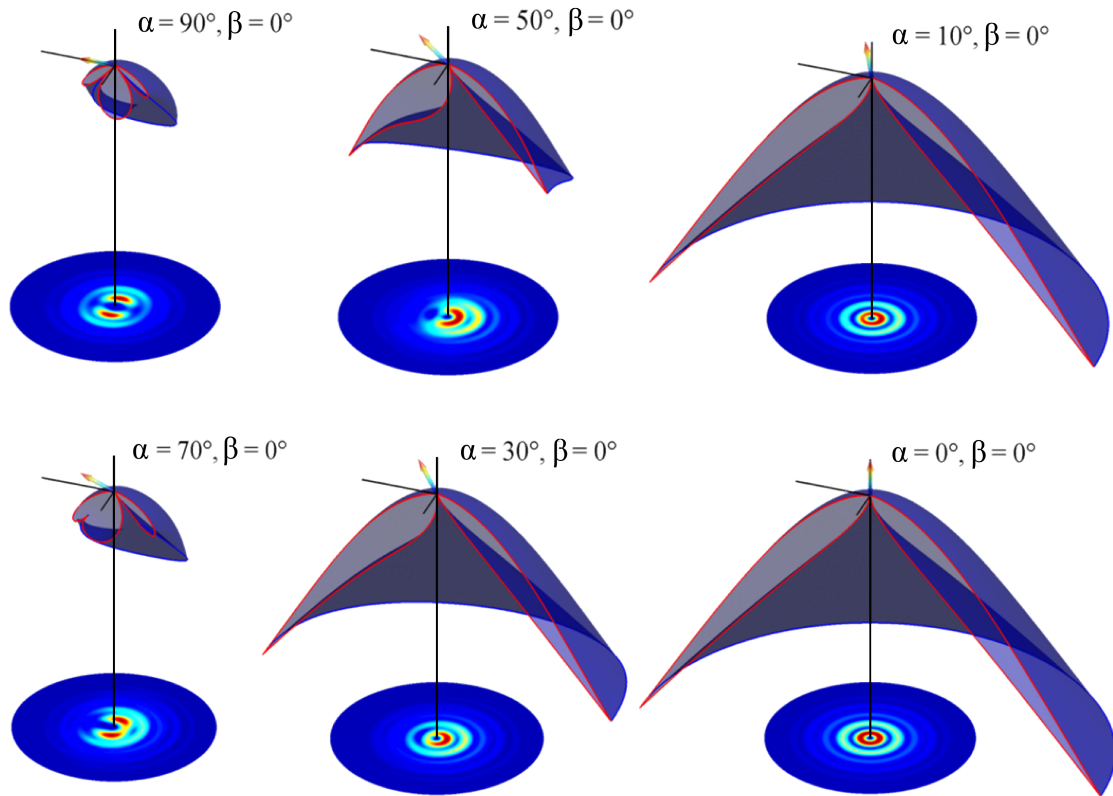 α = 90°, β = 0°
α = 50°, β = 0°
α = 10°, β = 0°
α = 70°, β = 0°
α = 30°, β = 0°
α = 0°, β = 0°